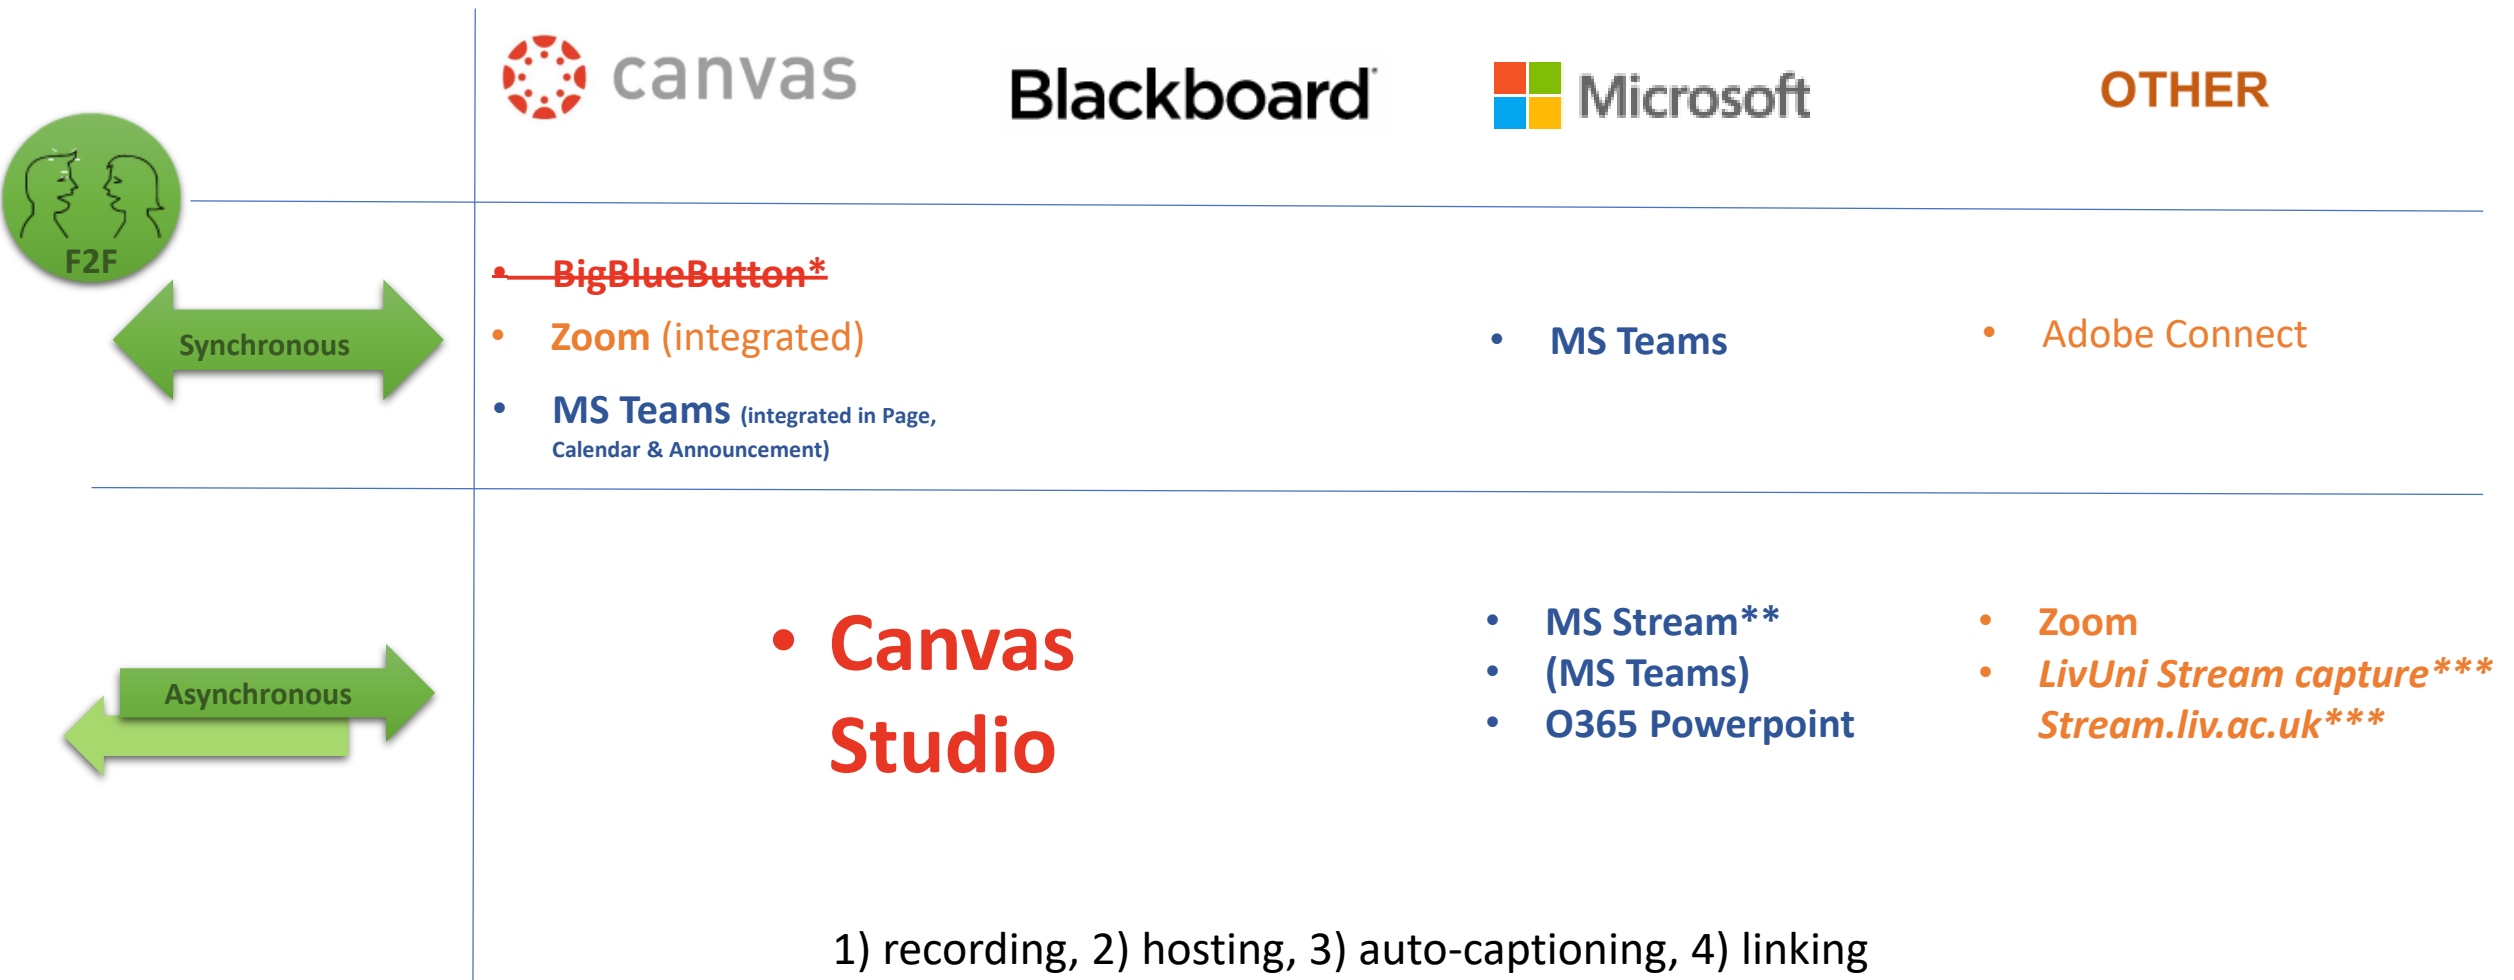 canvas
Blackboard
Microsoft
OTHER
F2F
Synchronous
• BigBlueButton*
• Zoom (integrated)
• MS Teams (integrated in Page,
Calendar & Announcement)
• MS Teams
• Adobe Connect
Asynchronous
• Canvas
Studio
• MS Stream**
• (MS Teams)
• O365 Powerpoint
• Zoom
• LivUni Stream capture***
Stream.liv.ac.uk***
1) recording, 2) hosting, 3) auto-captioning, 4) linking